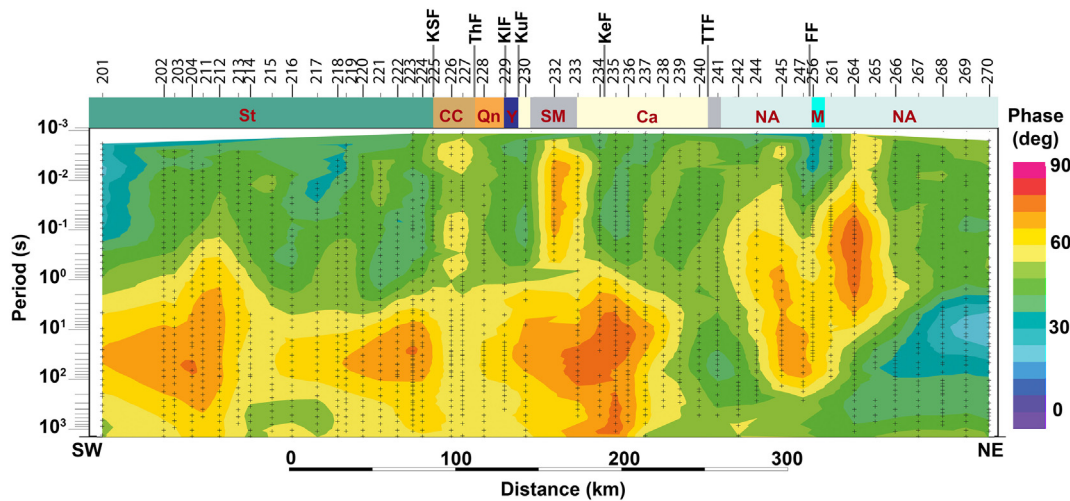 KSF ThF KlF KuF KeF TTF FF
201 202 203 204 211 212 213 214 215 216 217 218 219 220 221 222 223 224 225 226 227 228 229 230 232 233 234 235 236 237 238 239 240 241 242 244 245 247 256 261 264 265 266 267 268 269 270
St CC Qn Y SM Ca NA M NA
10⁻³
10⁻²
10⁻¹
10⁰
10¹
10²
10³
Period (s)
SW NE
0 100 200 300
Distance (km)
Phase
(deg)
90
60
30
0